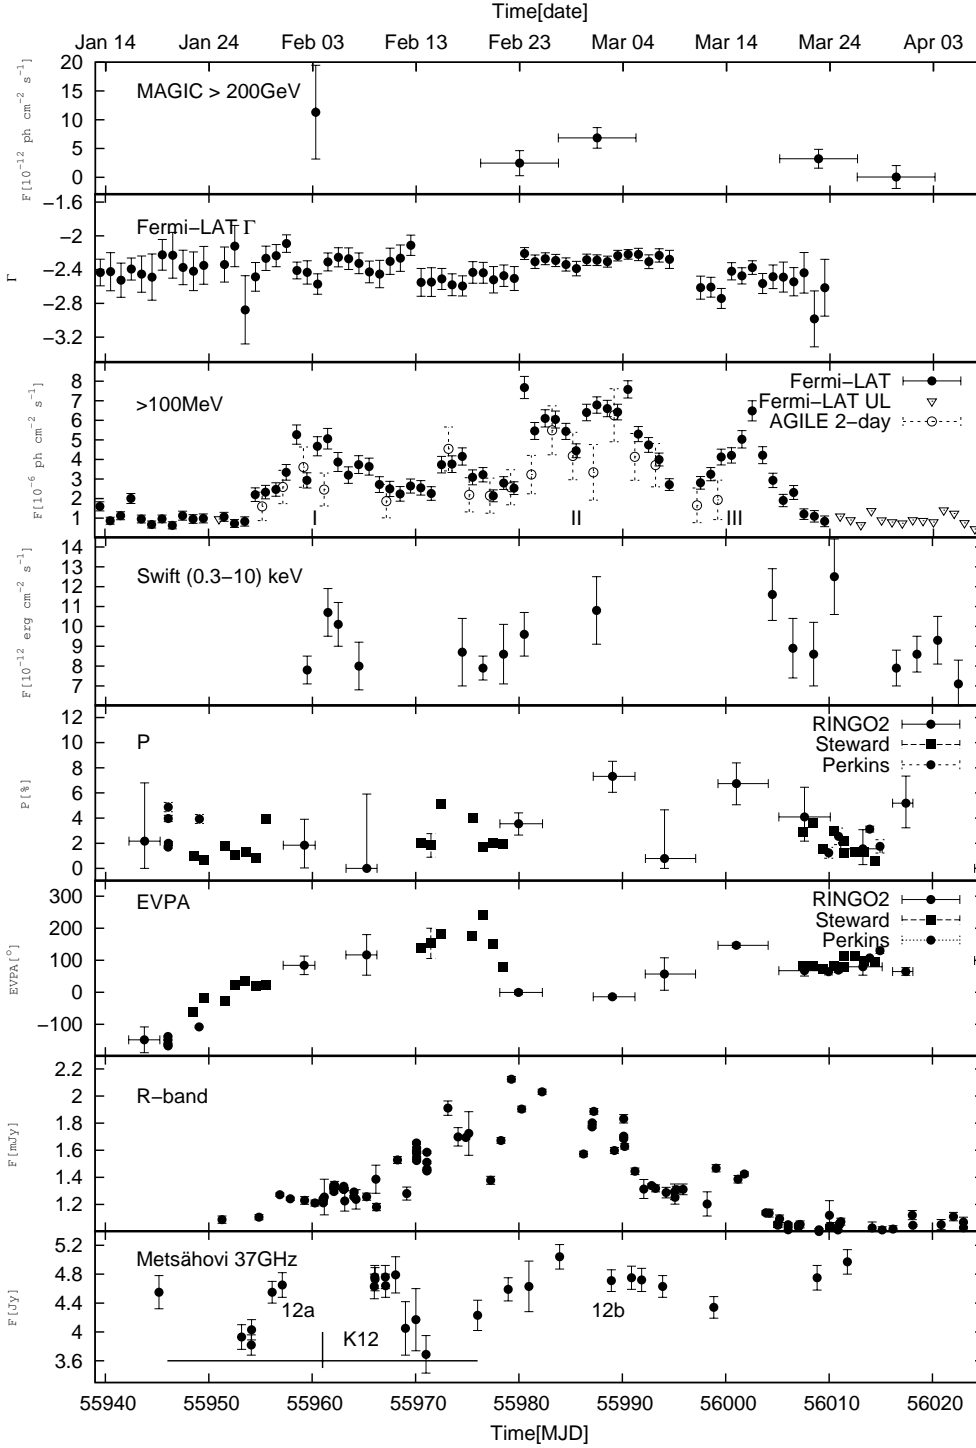 Time[date]
Jan 14 Jan 24 Feb 03 Feb 13 Feb 23 Mar 04 Mar 14 Mar 24 Apr 03
MAGIC > 200GeV
F[10⁻¹² ph cm⁻² s⁻¹]
20
15
10
5
0
Fermi−LAT Γ
Γ
−1.6
−2
−2.4
−2.8
−3.2
>100MeV
F[10⁻⁶ ph cm⁻² s⁻¹]
8
7
6
5
4
3
2
1
Fermi−LAT
Fermi−LAT UL
AGILE 2−day
I II III
Swift (0.3−10) keV
F[10⁻¹² erg cm⁻² s⁻¹]
14
13
12
11
10
9
8
7
P
P[%]
12
10
8
6
4
2
0
RINGO2
Steward
Perkins
EVPA
EVPA[°]
300
200
100
0
−100
RINGO2
Steward
Perkins
R−band
F[mJy]
2.2
2
1.8
1.6
1.4
1.2
Metsähovi 37GHz
F[Jy]
5.2
4.8
4.4
4
3.6
12a 12b
K12
55940 55950 55960 55970 55980 55990 56000 56010 56020
Time[MJD]